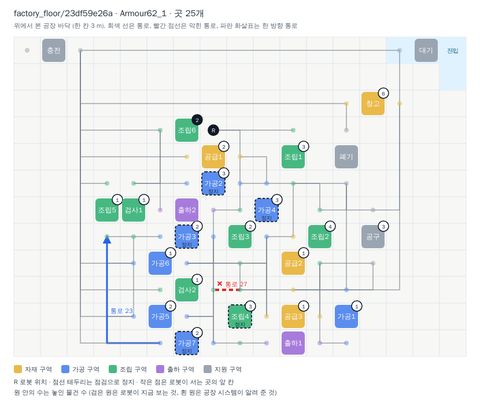 factory_floor/23df59e26a · Armour62_1 · 곳 25개
위에서 본 공장 바닥 (한 칸 3 m). 회색 선은 통로, 빨간 점선은 막힌 통로, 파란 화살표는 한 방향 통로
충전
대기
진입
6
창고
2
조립6
R
2
공급1
3
조립1
폐기
3
가공2
1
조립5
1
검사1
출하2
3
가공4
3
가공3
2
조립3
4
조립2
3
공구
1
가공6
2
공급2
1
검사2
✖ 통로 27
통로 23
2
가공5
3
조립4
3
공급3
1
가공1
2
가공7
출하1
자재 구역
가공 구역
조립 구역
출하 구역
지원 구역
R 로봇 위치 · 점선 테두리는 점검으로 정지 · 작은 점은 로봇이 서는 곳의 앞 칸
원 안의 수는 놓인 물건 수 (검은 원은 로봇이 지금 보는 것, 흰 원은 공장 시스템이 알려 준 것)